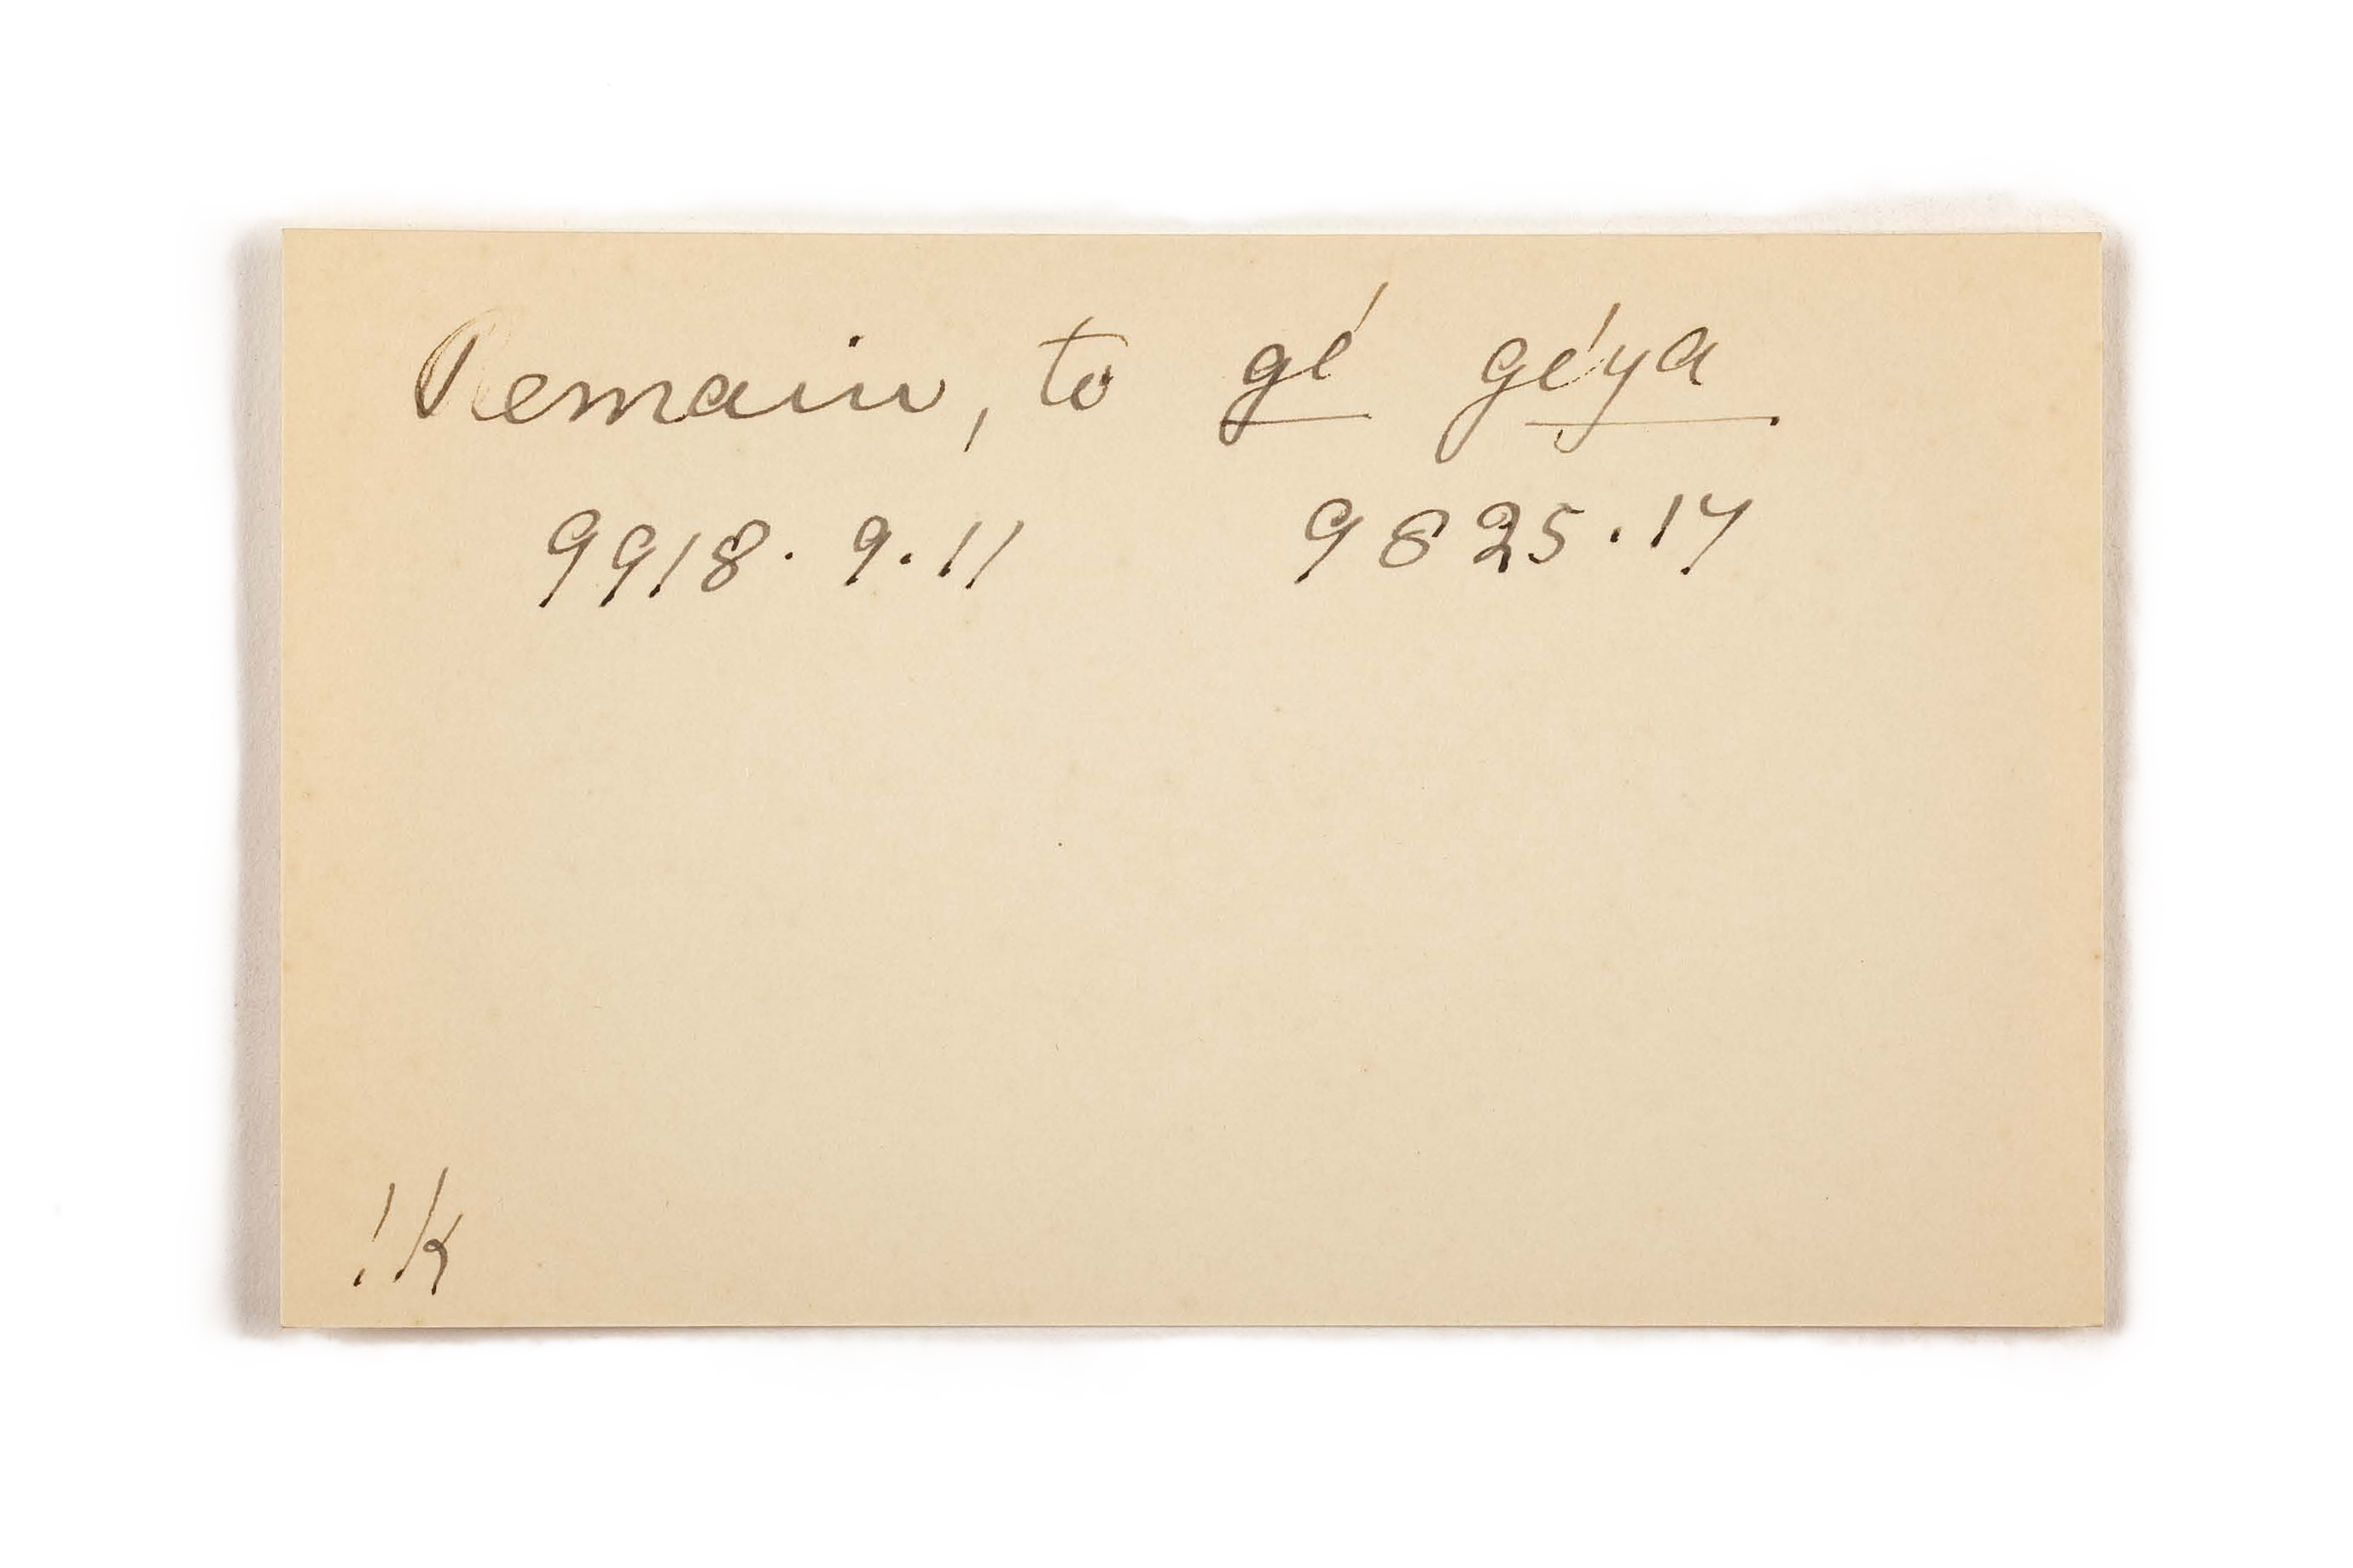 Remain, to gé géya
9918. 9.11 9825.17
!k